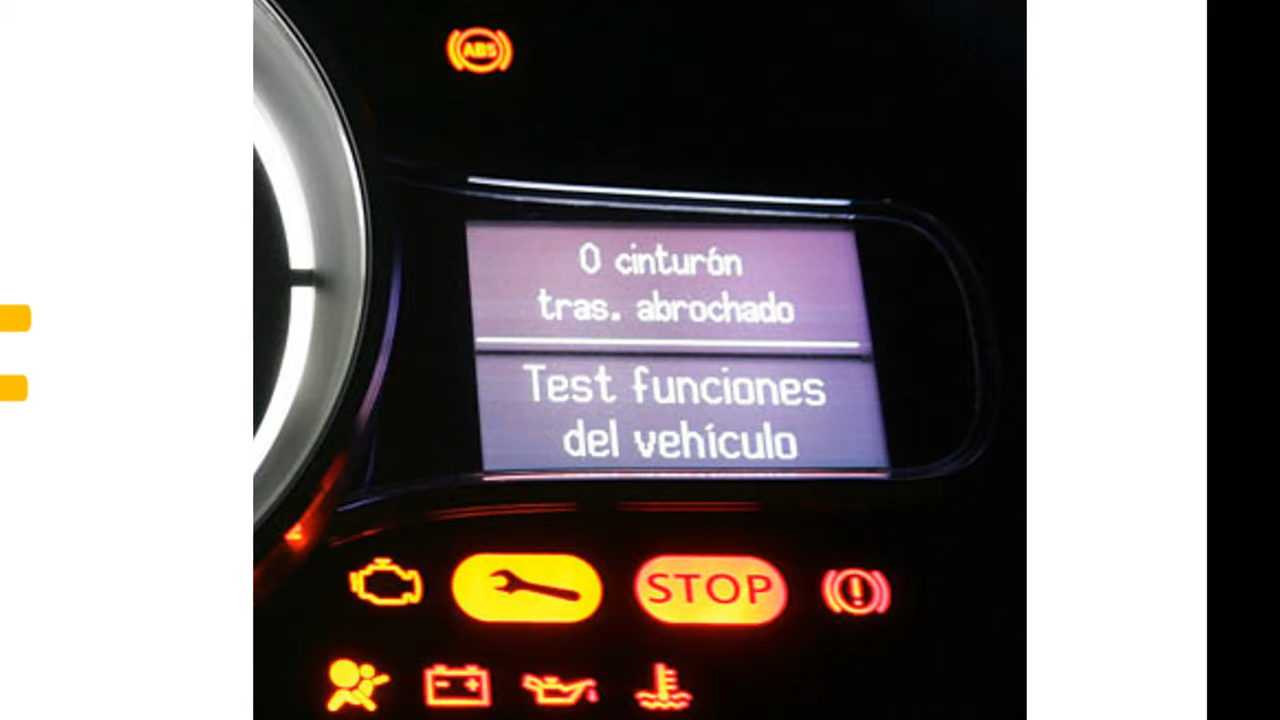 ABS
0 cinturón
tras. abrochado
Test funciones
del vehículo
STOP